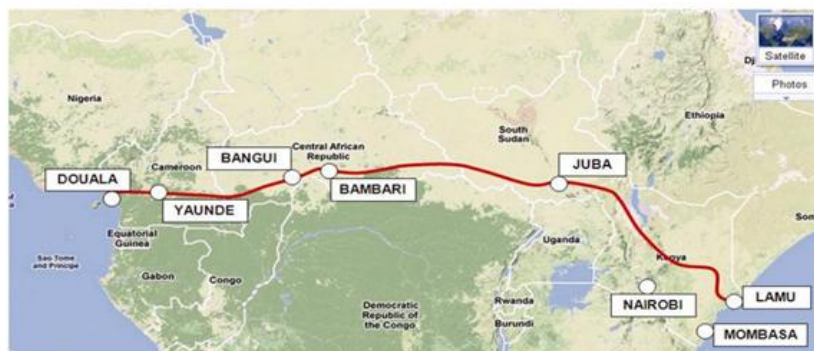 Satellite
Photos
Nigeria
Ethiopia
South
Sudan
Central African
Republic
BANGUI
JUBA
Cameroon
DOUALA
BAMBARI
YAUNDE
Equatorial
Guinea
Uganda
Sao Tome
and Principe
Kenya
Gabon
Congo
Rwanda
NAIROBI
LAMU
Democratic
Republic of
the Congo
Burundi
MOMBASA